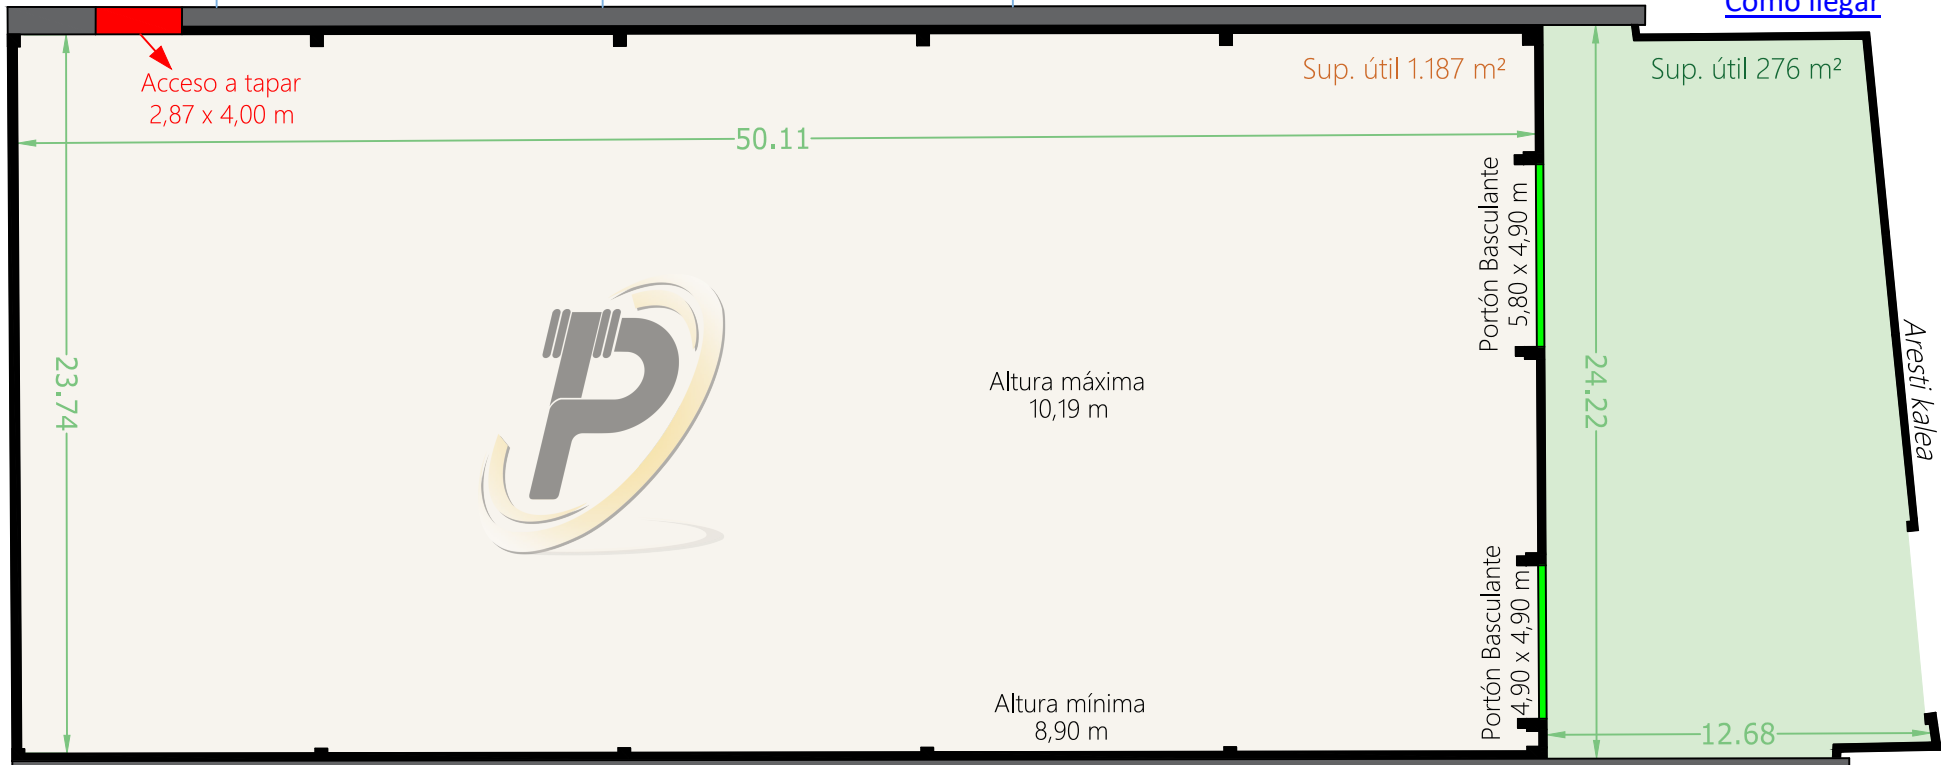 Como llegar
Acceso a tapar
2,87 x 4,00 m
Sup. útil 1.187 m²
Sup. útil 276 m²
50.11
Portón Basculante
5,80 x 4,90 m
23.74
Altura máxima
10,19 m
24.22
Aresti kalea
Portón Basculante
4,90 x 4,90 m
Altura mínima
8,90 m
12.68